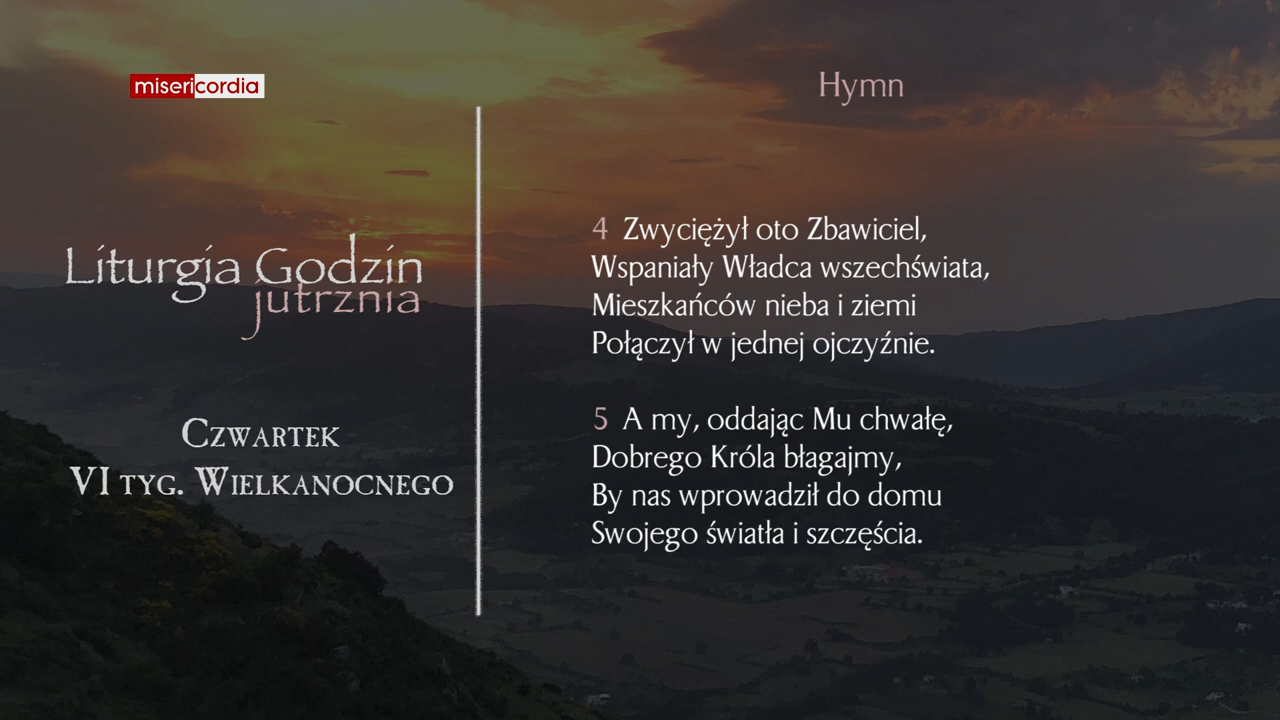 misericordia
Liturgia Godzin
jutrznia
Czwartek
VI tyg. Wielkanocnego
Hymn
4 Zwyciężył oto Zbawiciel,
Wspaniały Władca wszechświata,
Mieszkańców nieba i ziemi
Połączył w jednej ojczyźnie.
5 A my, oddając Mu chwałę,
Dobrego Króla błagajmy,
By nas wprowadził do domu
Swojego światła i szczęścia.